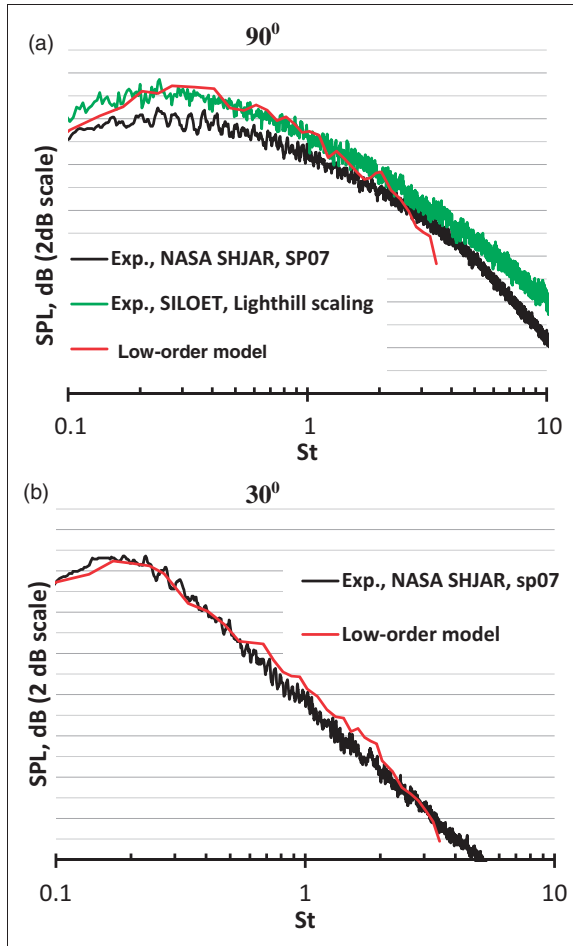 (a)
90⁰
SPL, dB (2dB scale)
Exp., NASA SHJAR, SP07
Exp., SILOET, Lighthill scaling
Low-order model
0.1 1 10
St
(b)
30⁰
SPL, dB (2 dB scale)
Exp., NASA SHJAR, sp07
Low-order model
0.1 1 10
St